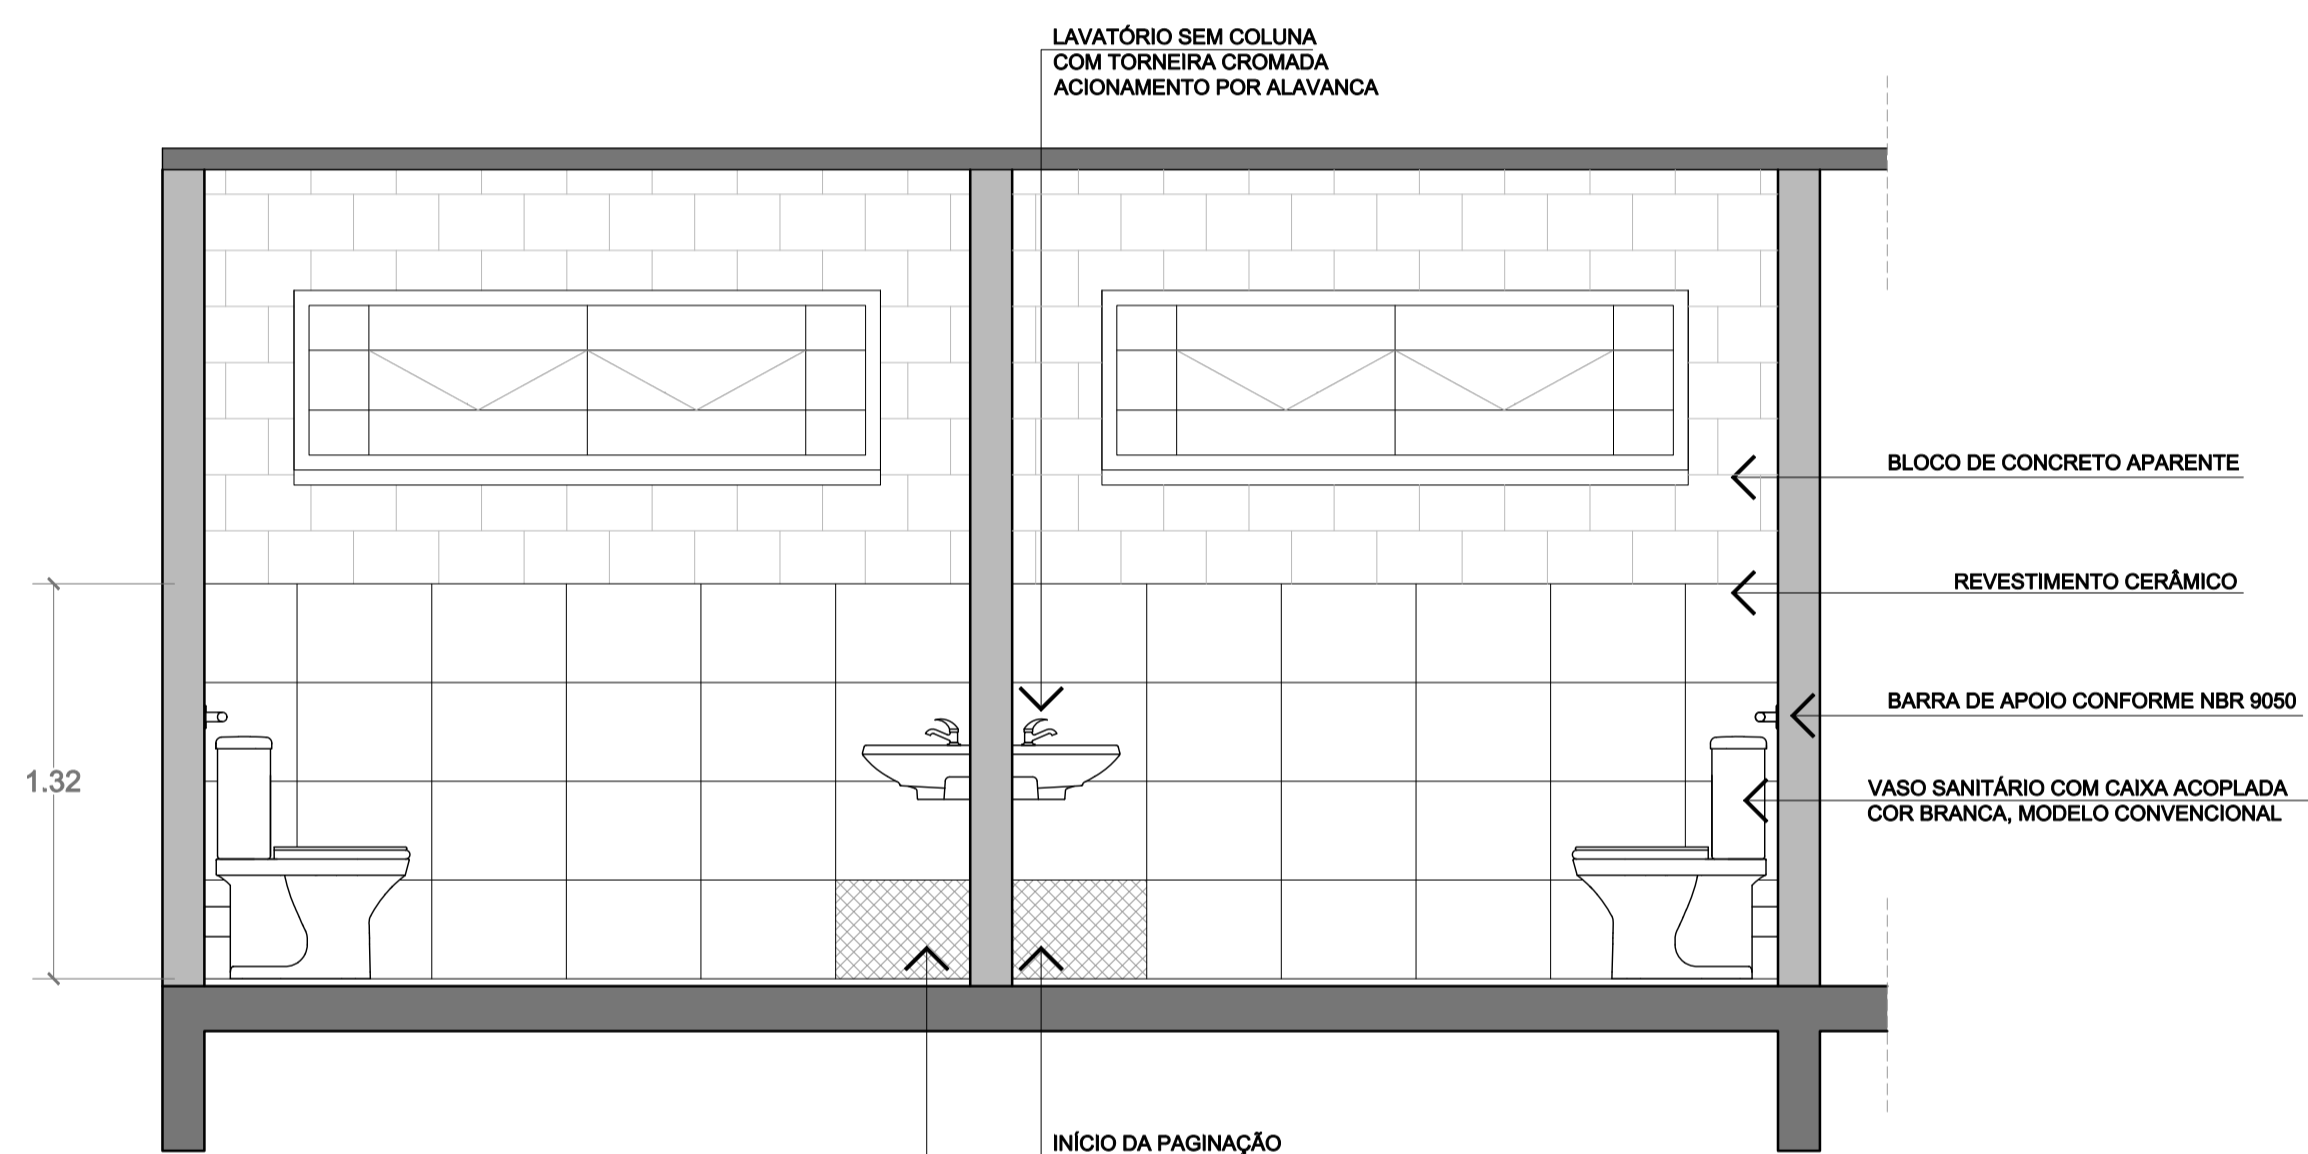 LAVATÓRIO SEM COLUNA
COM TORNEIRA CROMADA
ACIONAMENTO POR ALAVANCA
BLOCO DE CONCRETO APARENTE
REVESTIMENTO CERÂMICO
BARRA DE APOIO CONFORME NBR 9050
1.32
VASO SANITÁRIO COM CAIXA ACOPLADA
COR BRANCA, MODELO CONVENCIONAL
INÍCIO DA PAGINAÇÃO